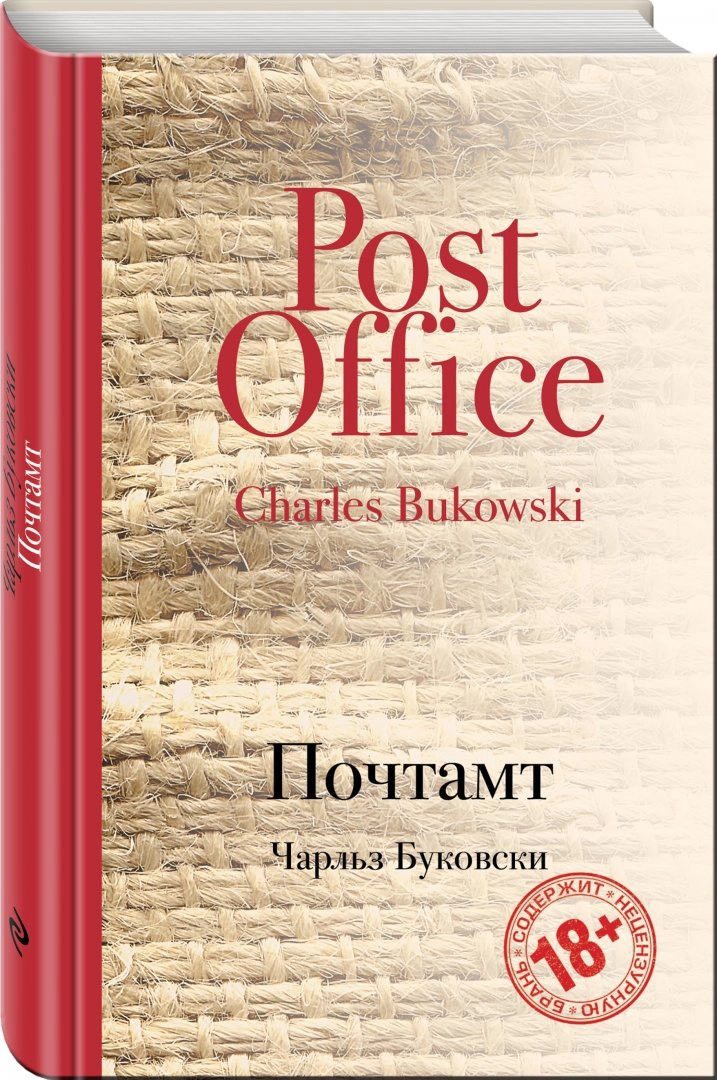 Post
Office
Charles Bukowski
Почтамт
Чарльз Буковски
СОДЕРЖИТ * НЕЦЕНЗУРНУЮ * БРАНЬ *
18+
Чарльз Буковски
Почтамт